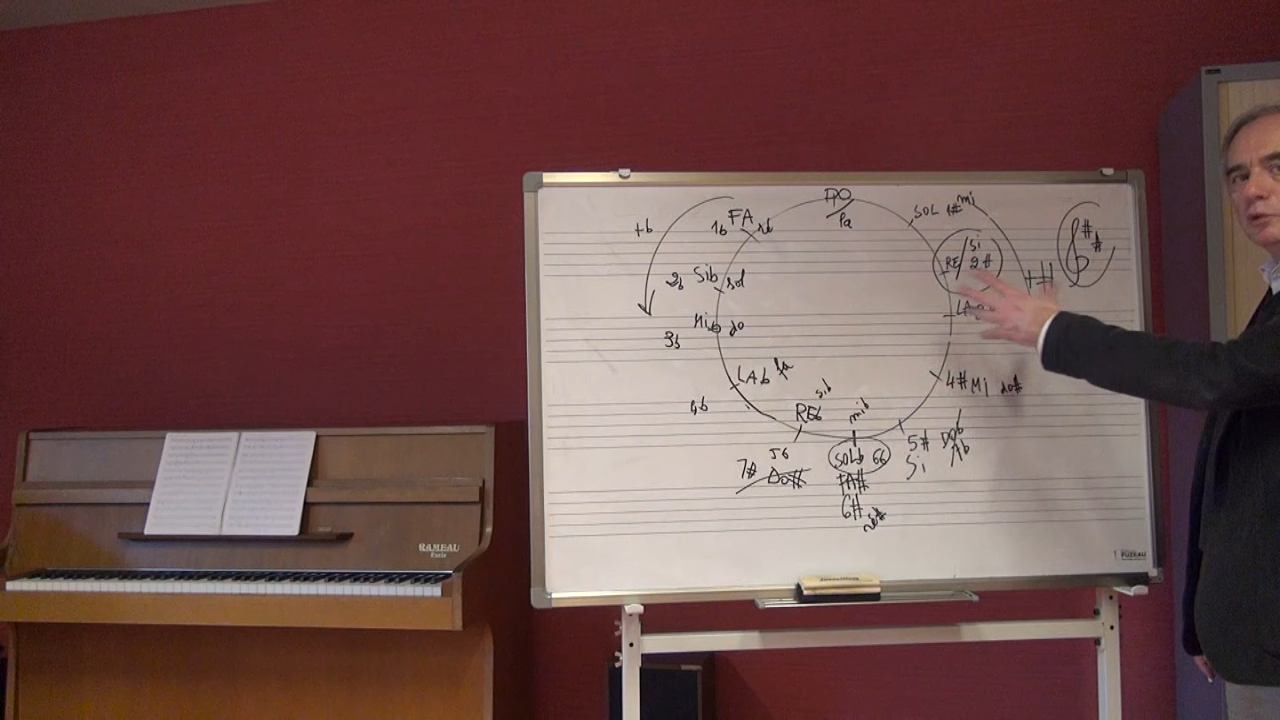 DO
la
SOL 1# mi
FA
1b
+b
si
RE/2#
+#
2b Sib sol
Mib do
3b
LA
4# Mi do#
LAb fa
4b
REb sib
mib
5# DOb
Si
5b
SOLb 6b
7# DO#
FA#
6#
ré#
RAMEAU
Paris
FUZEAU